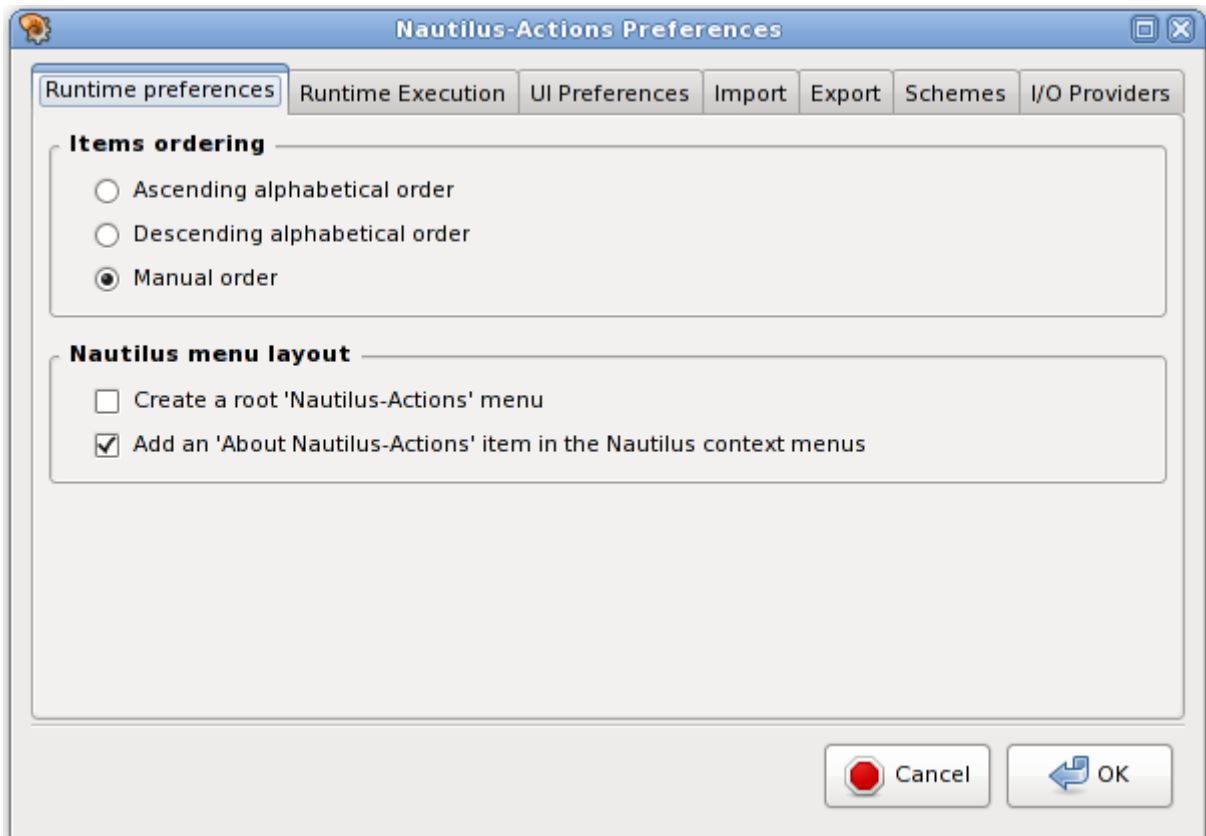 Nautilus-Actions Preferences
Runtime preferences Runtime Execution UI Preferences Import Export Schemes I/O Providers
Items ordering
Ascending alphabetical order
Descending alphabetical order
Manual order
Nautilus menu layout
Create a root 'Nautilus-Actions' menu
Add an 'About Nautilus-Actions' item in the Nautilus context menus
Cancel OK